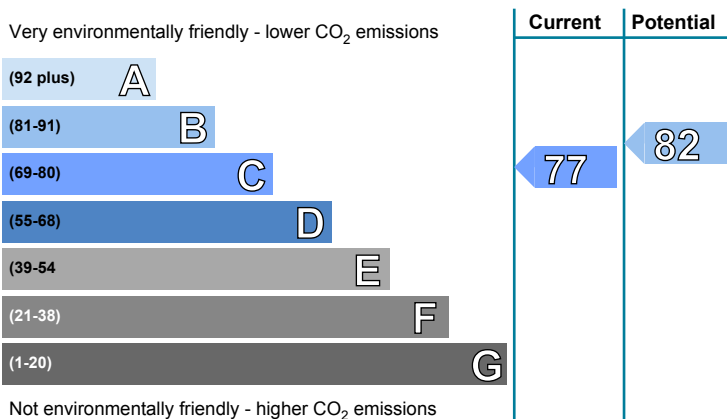 Very environmentally friendly - lower CO2 emissions
Current
Potential
(92 plus) A
(81-91) B
(69-80) C
(55-68) D
(39-54 E
(21-38) F
(1-20) G
77
82
Not environmentally friendly - higher CO2 emissions